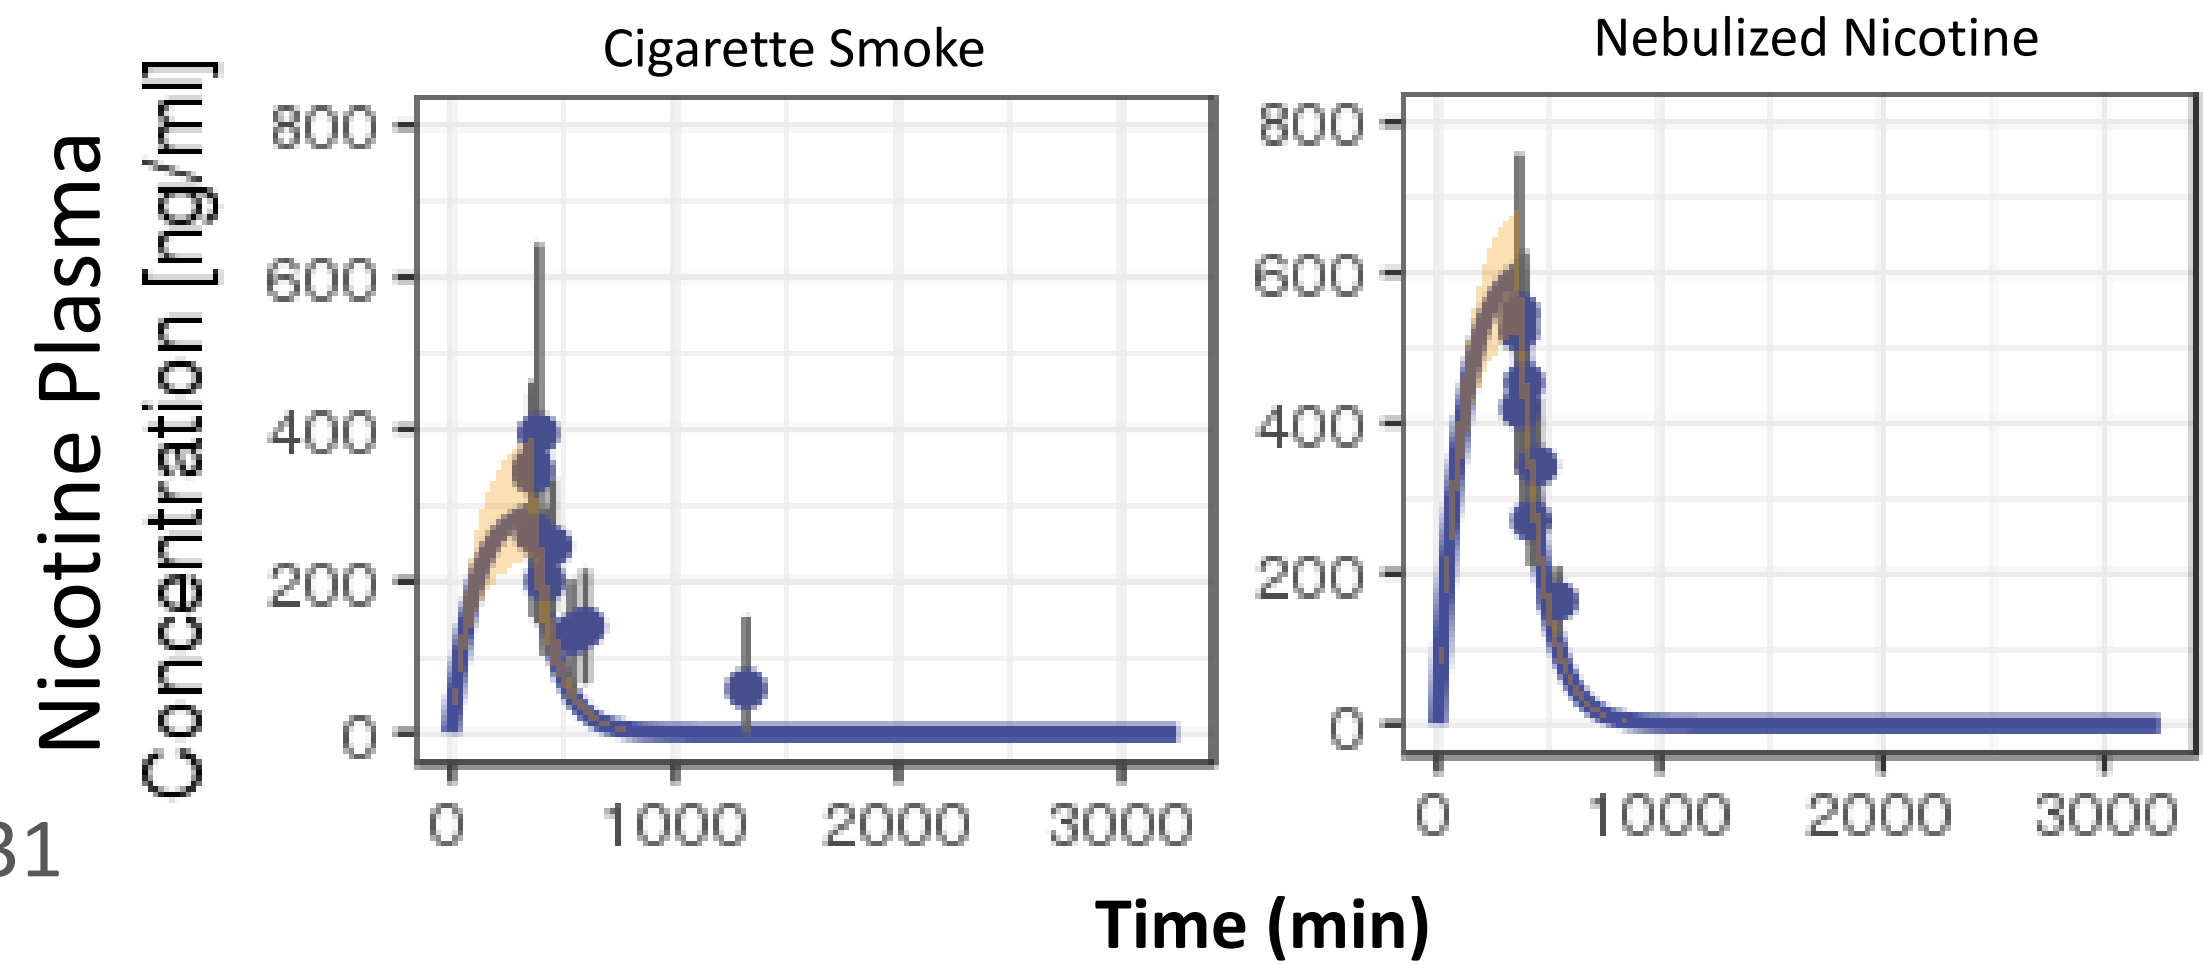 Cigarette Smoke
Nebulized Nicotine
Nicotine Plasma
Concentration [ng/ml]
800
600
400
200
0
800
600
400
200
0
0 1000 2000 3000
0 1000 2000 3000
31
Time (min)